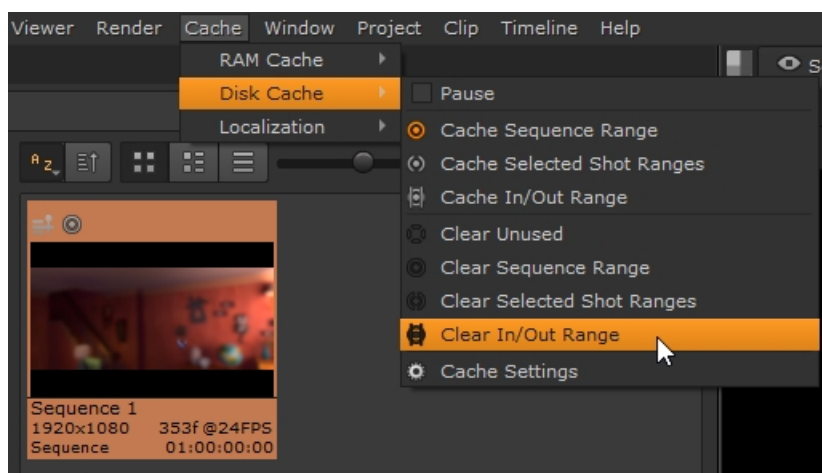 Viewer Render Cache Window Project Clip Timeline Help
RAM Cache
Disk Cache
Localization
Pause
Cache Sequence Range
Cache Selected Shot Ranges
Cache In/Out Range
Clear Unused
Clear Sequence Range
Clear Selected Shot Ranges
Clear In/Out Range
Cache Settings
S
A Z
Sequence 1
1920x1080 353f @24FPS
Sequence 01:00:00:00